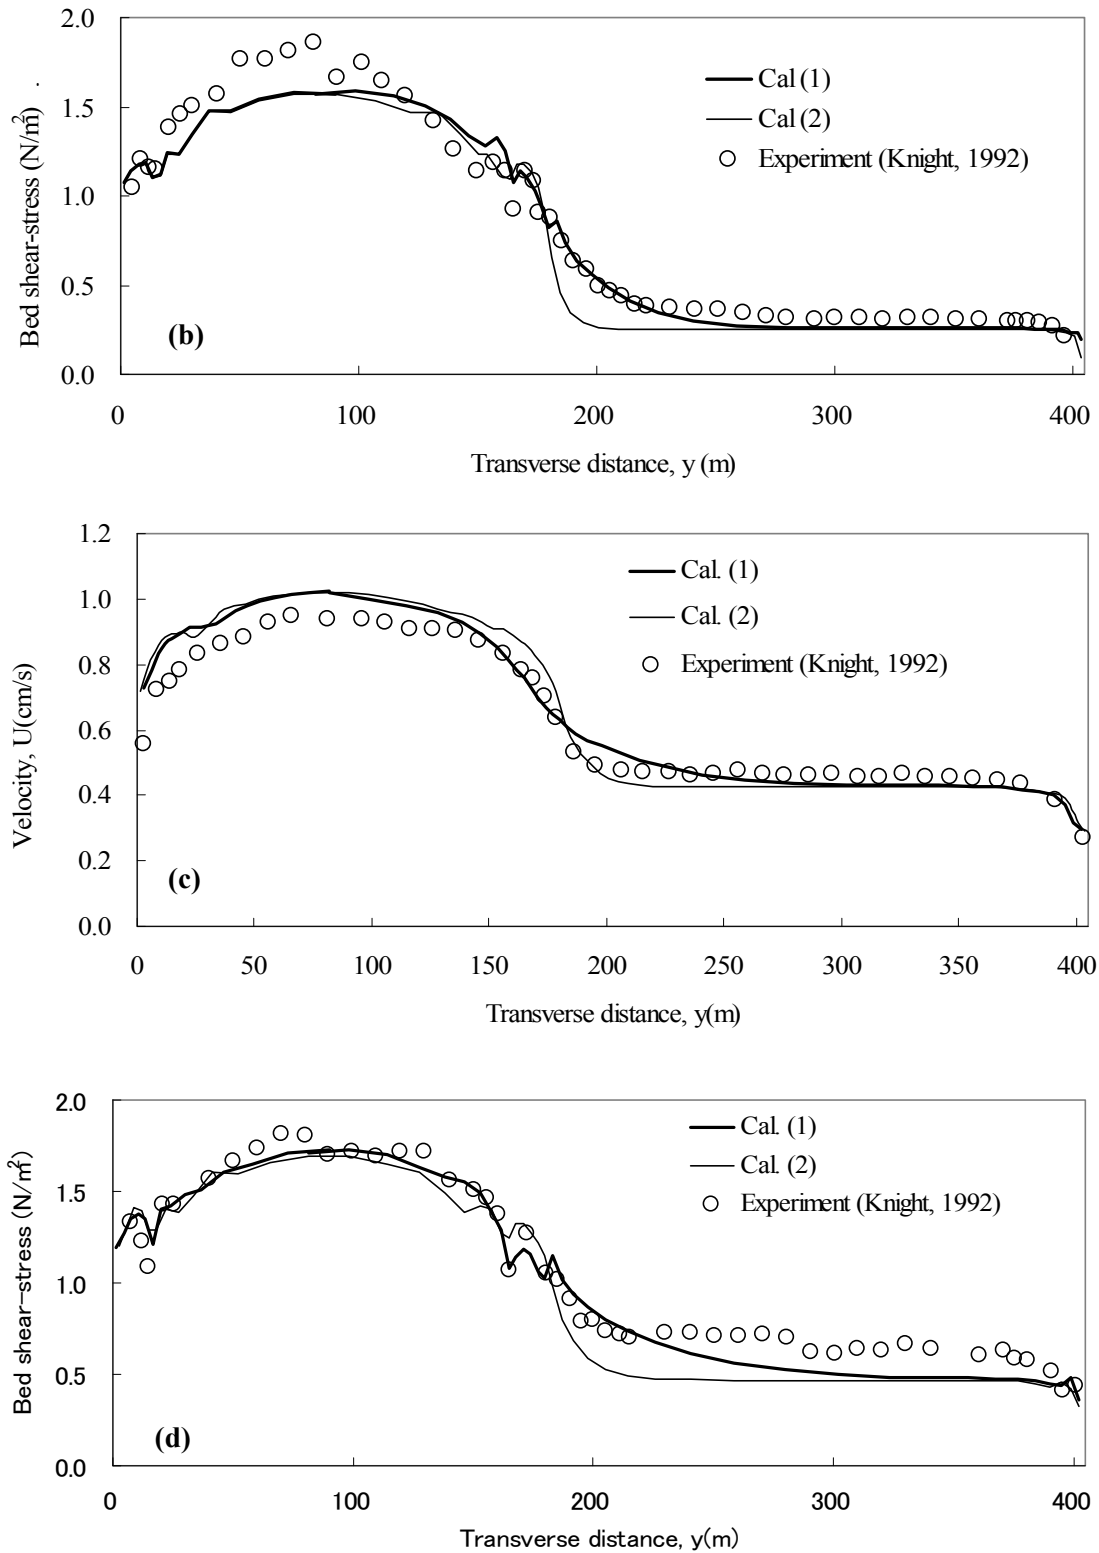 2.0
1.5
1.0
0.5
0.0
Bed shear-stress (N/m²) .
Cal (1)
Cal (2)
Experiment (Knight, 1992)
(b)
0 100 200 300 400
Transverse distance, y (m)
1.2
1.0
0.8
0.6
0.4
0.2
0.0
Velocity, U(cm/s)
Cal. (1)
Cal. (2)
Experiment (Knight, 1992)
(c)
0 50 100 150 200 250 300 350 400
Transverse distance, y(m)
2.0
1.5
1.0
0.5
0.0
Bed shear-stress (N/m²)
Cal. (1)
Cal. (2)
Experiment (Knight, 1992)
(d)
0 100 200 300 400
Transverse distance, y(m)